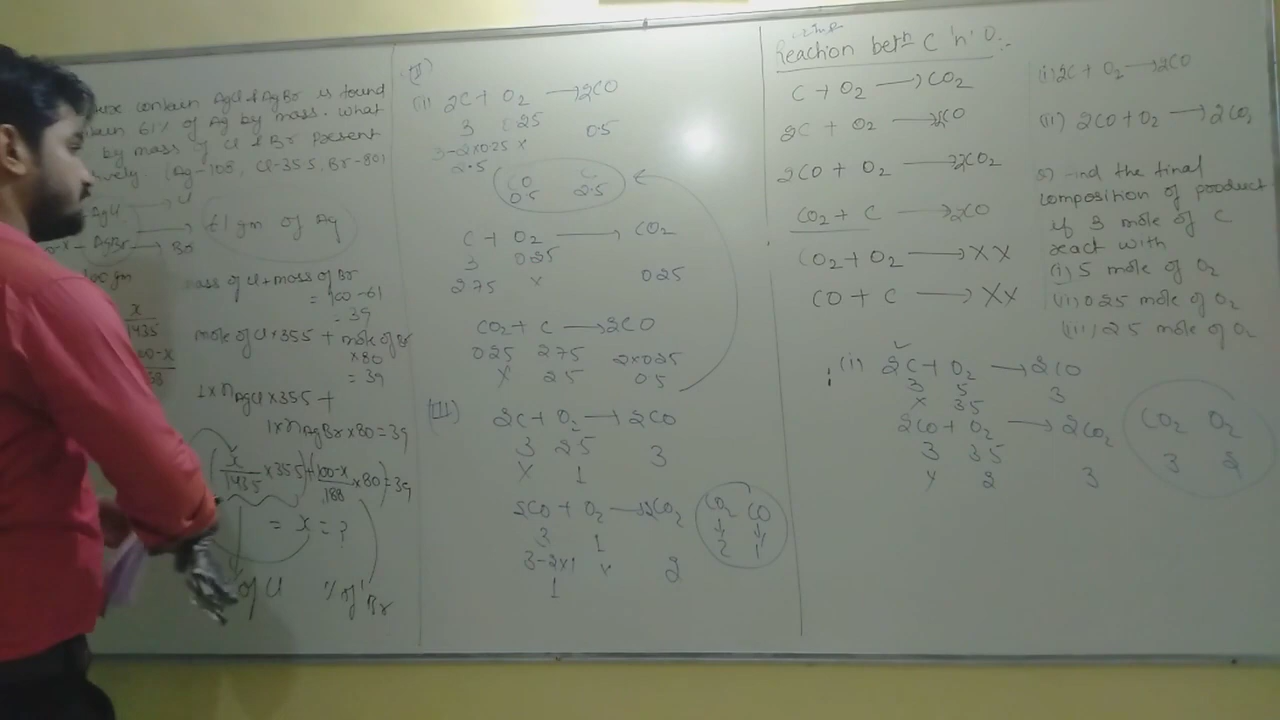 contain AgCl & AgBr is found
61% of Ag by mass. what
by mass of Cl & Br present
(Ag-108, Cl-35.5, Br-80)
AgCl → Cl
- AgBr → Br
61 gm of Ag
mass of Cl + mass of Br
= 100-61
= 39
mole of Cl×35.5 + mole of Br
×80
= 39
1×nAgCl×35.5 +
1×nAgBr×80=39
(x/143.5 ×35.5)+(100-x/188 ×80)=39
= x = ?
of Cl % of Br
(II)
(i) 2C + O2 → 2CO
3 0.25 0.5
3-2×0.25 ×
2.5
CO C
0.5 2.5
C + O2 → CO2
3 0.25
2.75 × 0.25
CO2 + C → 2CO
0.25 2.75 2×0.25
× 2.5 0.5
(III) 2C + O2 → 2CO
3 2.5 3
× 1
2CO + O2 → 2CO2
3 1
3-2×1 × 2
1
CO2 CO
2 1
Imp
Reaction betn C 'n' O:-
C + O2 → CO2
2C + O2 → 2CO
2CO + O2 → 2CO2
CO2 + C → 2CO
CO2 + O2 → XX
CO + C → XX
(i) 2C + O2 → 2CO
(ii) 2CO + O2 → 2CO2
find the final
composition of product
if 3 mole of C
react with
(i) 5 mole of O2
(ii) 0.25 mole of O2
(iii) 2.5 mole of O2
(i) 2C + O2 → 2CO
3 5 3
× 3.5
2CO + O2 → 2CO2
3 3.5
× 2 3
CO2 O2
3 2